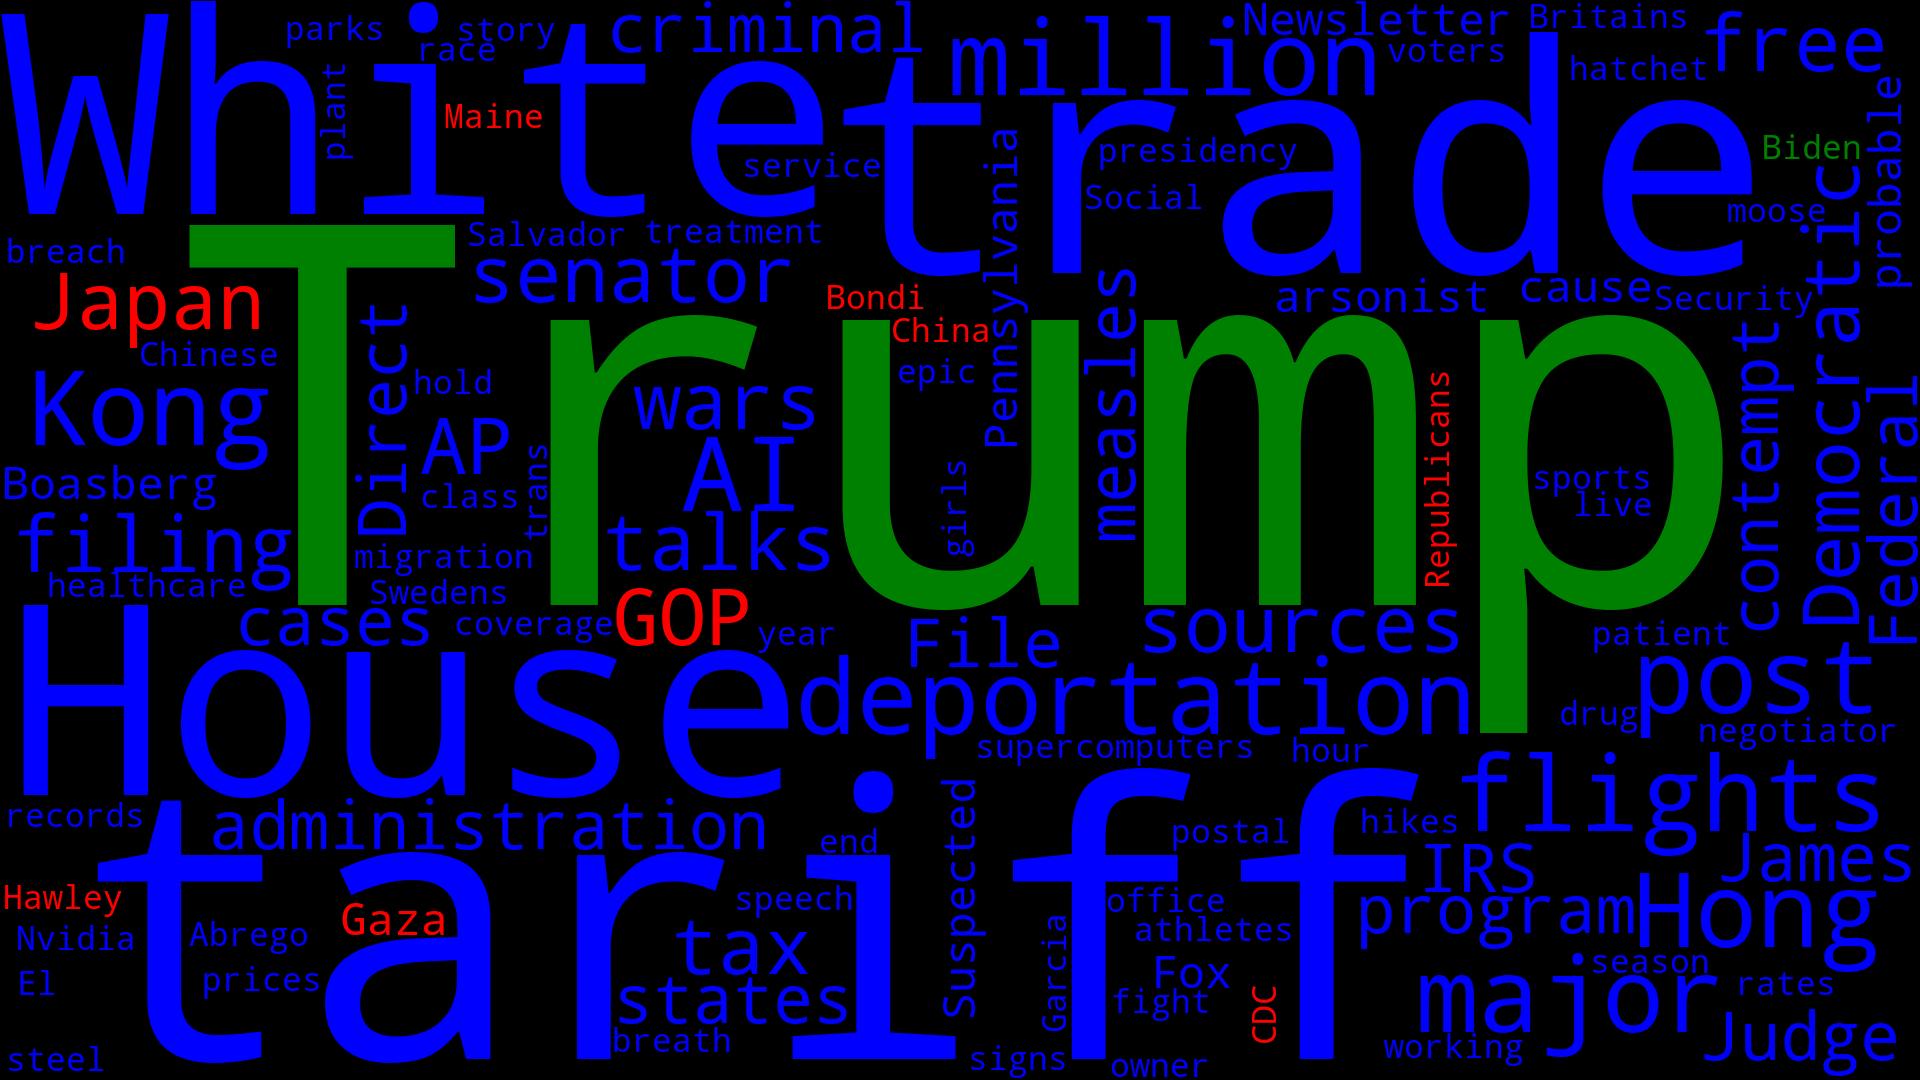 White
trade
Trump
House
tariff
parks
story
race
criminal
million
Newsletter
Britains
voters
free
hatchet
plant
Maine
service
Pennsylvania
presidency
Social
Biden
probable
moose
Democratic
breach
Salvador
treatment
senator
Japan
Bondi
China
arsonist
cause
Security
Chinese
Direct
hold
wars
epic
measles
Republicans
contempt
Federal
Kong
AP
AI
Boasberg
class
trans
girls
sports
live
filing
talks
migration
healthcare
Swedens
cases
coverage
GOP
year
File
sources
patient
deportation
post
drug
negotiator
supercomputers
hour
records
administration
end
Suspected
postal
hikes
flights
IRS
James
Hawley
Gaza
speech
office
program
Hong
Nvidia
Abrego
tax
Garcia
athletes
El
prices
states
Fox
fight
CDC
season
major
rates
breath
working
Judge
steel
signs
owner